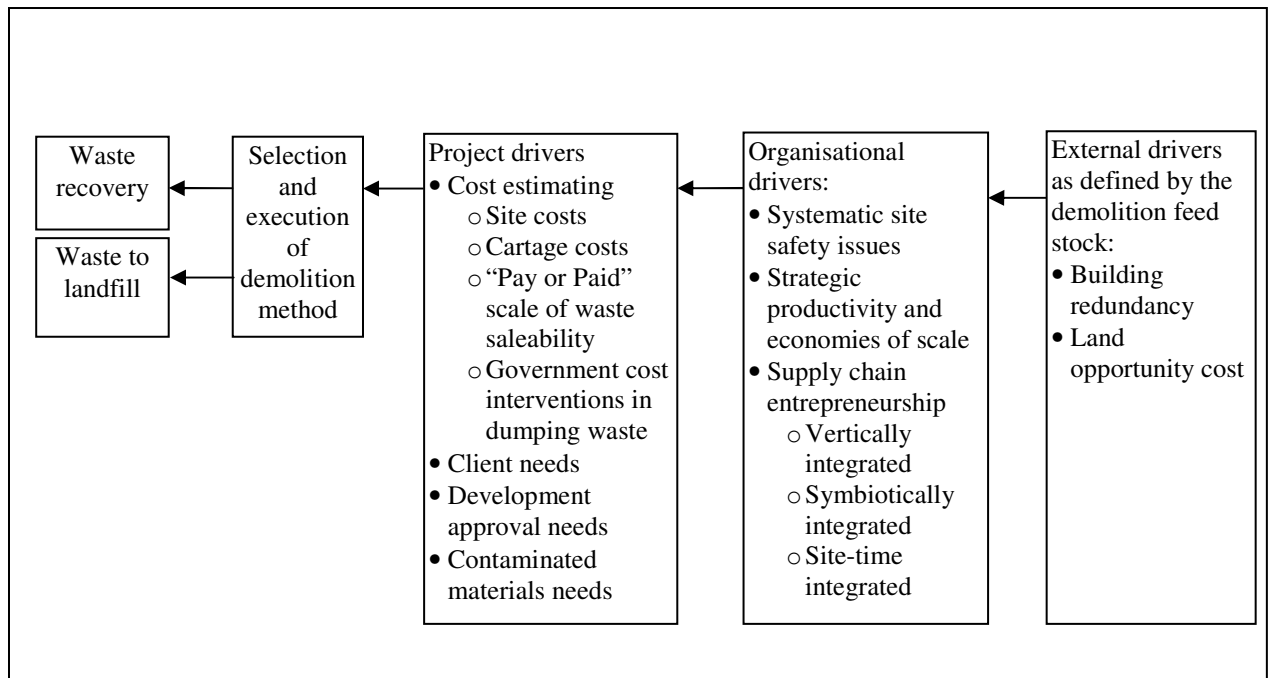 Waste
recovery
Waste to
landfill
Selection
and
execution
of
demolition
method
Project drivers
• Cost estimating
o Site costs
o Cartage costs
o “Pay or Paid”
scale of waste
saleability
o Government cost
interventions in
dumping waste
• Client needs
• Development
approval needs
• Contaminated
materials needs
Organisational
drivers:
• Systematic site
safety issues
• Strategic
productivity and
economies of scale
• Supply chain
entrepreneurship
o Vertically
integrated
o Symbiotically
integrated
o Site-time
integrated
External drivers
as defined by the
demolition feed
stock:
• Building
redundancy
• Land
opportunity cost